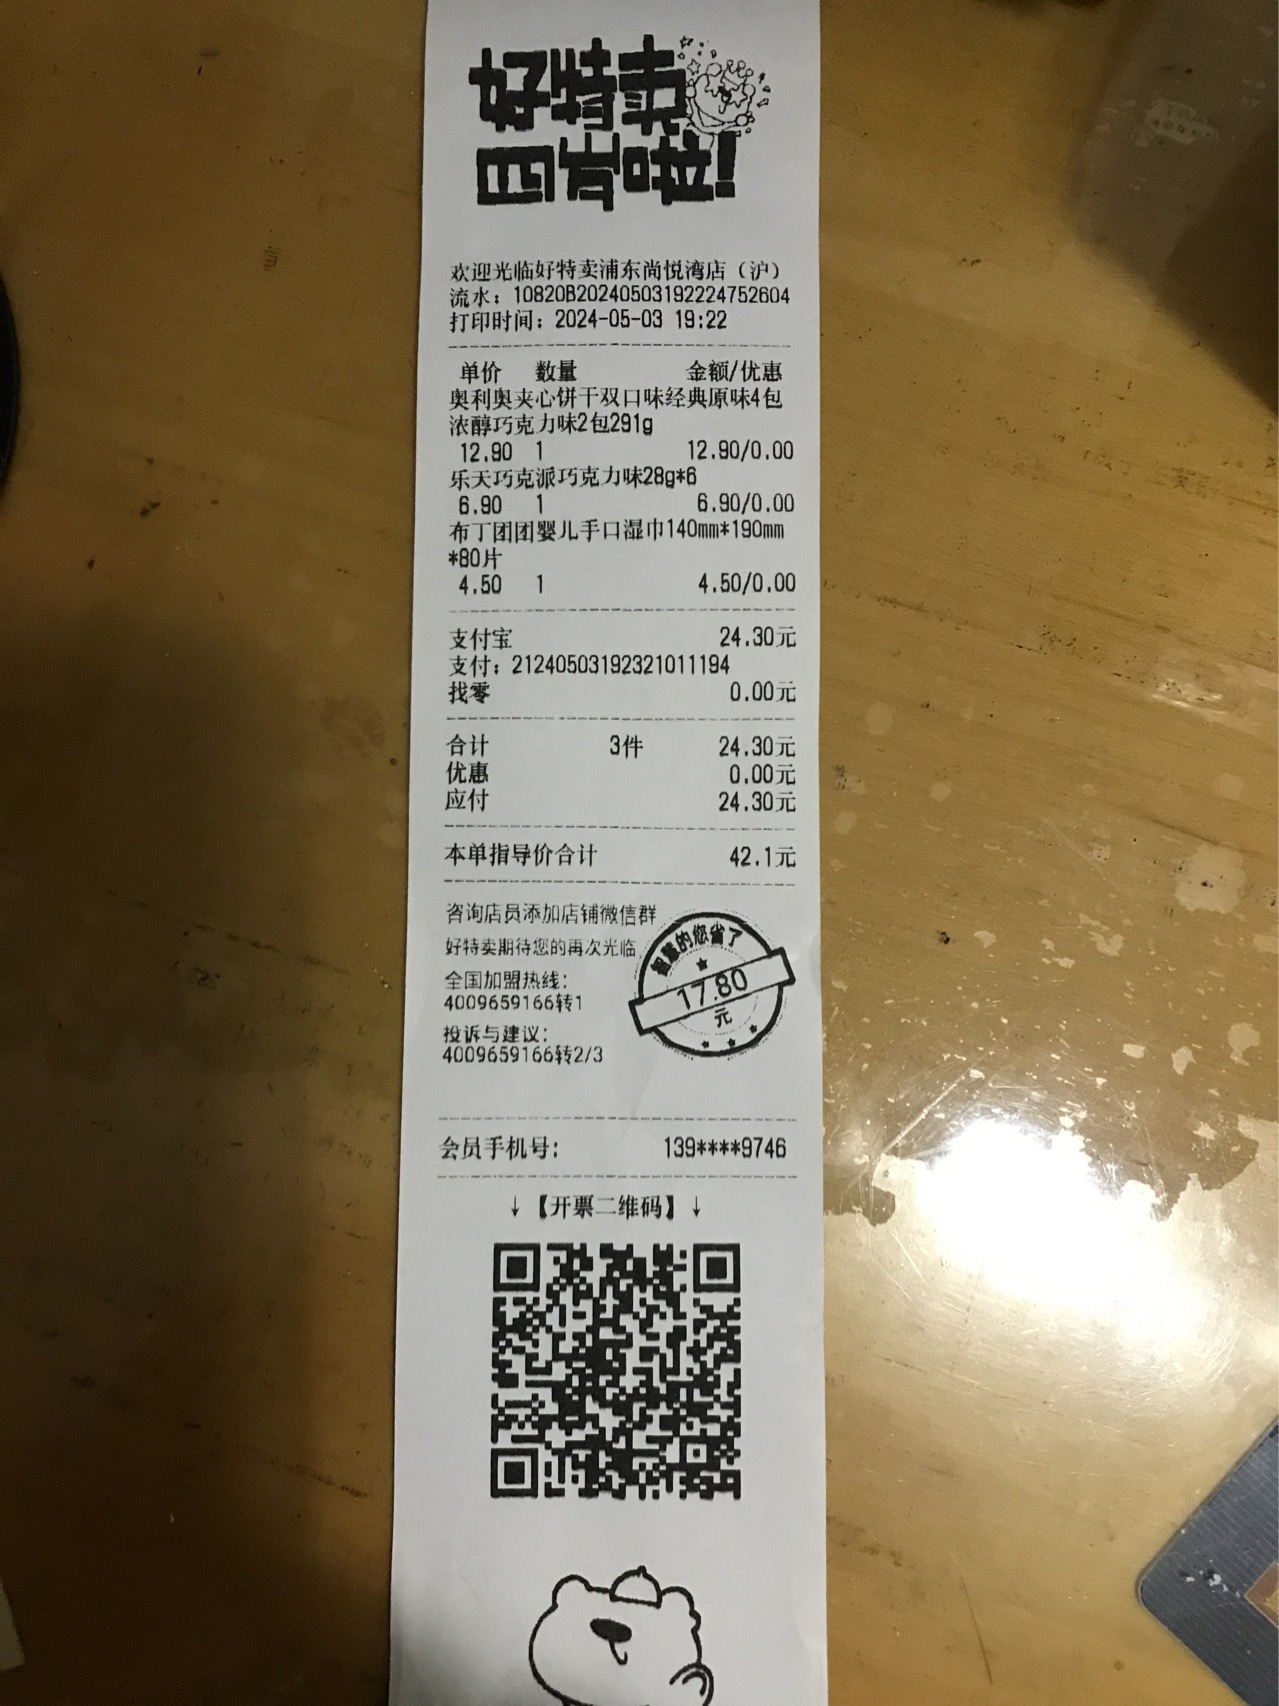 欢迎光临好特卖浦东尚悦湾店（沪）
流水：10820B20240503192224752604
打印时间：2024-05-03 19:22
单价 数量 金额/优惠
奥利奥夹心饼干双口味经典原味4包
浓醇巧克力味2包291g
12.90 1 12.90/0.00
乐天巧克派巧克力味28g*6
6.90 1 6.90/0.00
布丁团团婴儿手口湿巾140mm*190mm
*80片
4.50 1 4.50/0.00
支付宝 24.30元
支付：21240503192321011194
找零 0.00元
合计 3件 24.30元
优惠 0.00元
应付 24.30元
本单指导价合计 42.1元
咨询店员添加店铺微信群
好特卖期待您的再次光临
全国加盟热线：
4009659166转1
投诉与建议：
4009659166转2/3
智慧的您省了
17.80
元
会员手机号： 139****9746
↓【开票二维码】↓